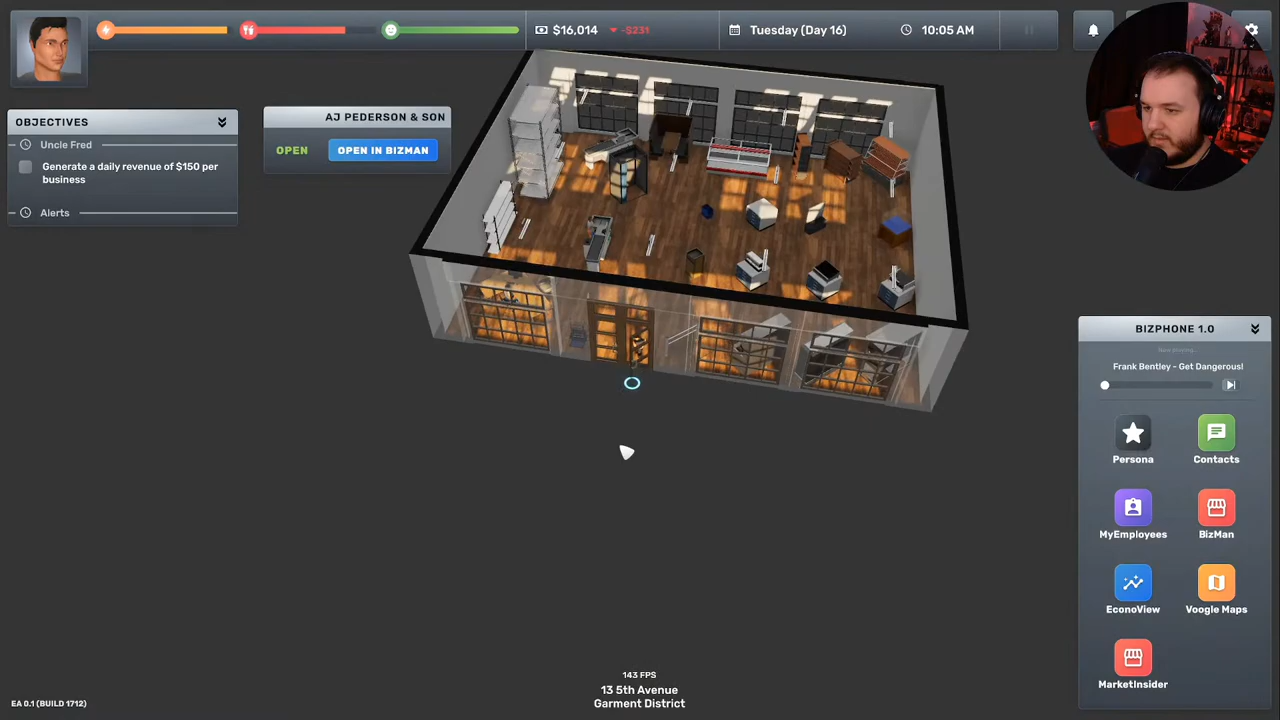 $16,014
-$231
Tuesday (Day 16)
10:05 AM
OBJECTIVES
Uncle Fred
Generate a daily revenue of $150 per
business
Alerts
AJ PEDERSON & SON
OPEN
OPEN IN BIZMAN
BIZPHONE 1.0
Now playing...
Frank Bentley - Get Dangerous!
Persona
Contacts
MyEmployees
BizMan
EconoView
Voogle Maps
MarketInsider
143 FPS
13 5th Avenue
Garment District
EA 0.1 (BUILD 1712)